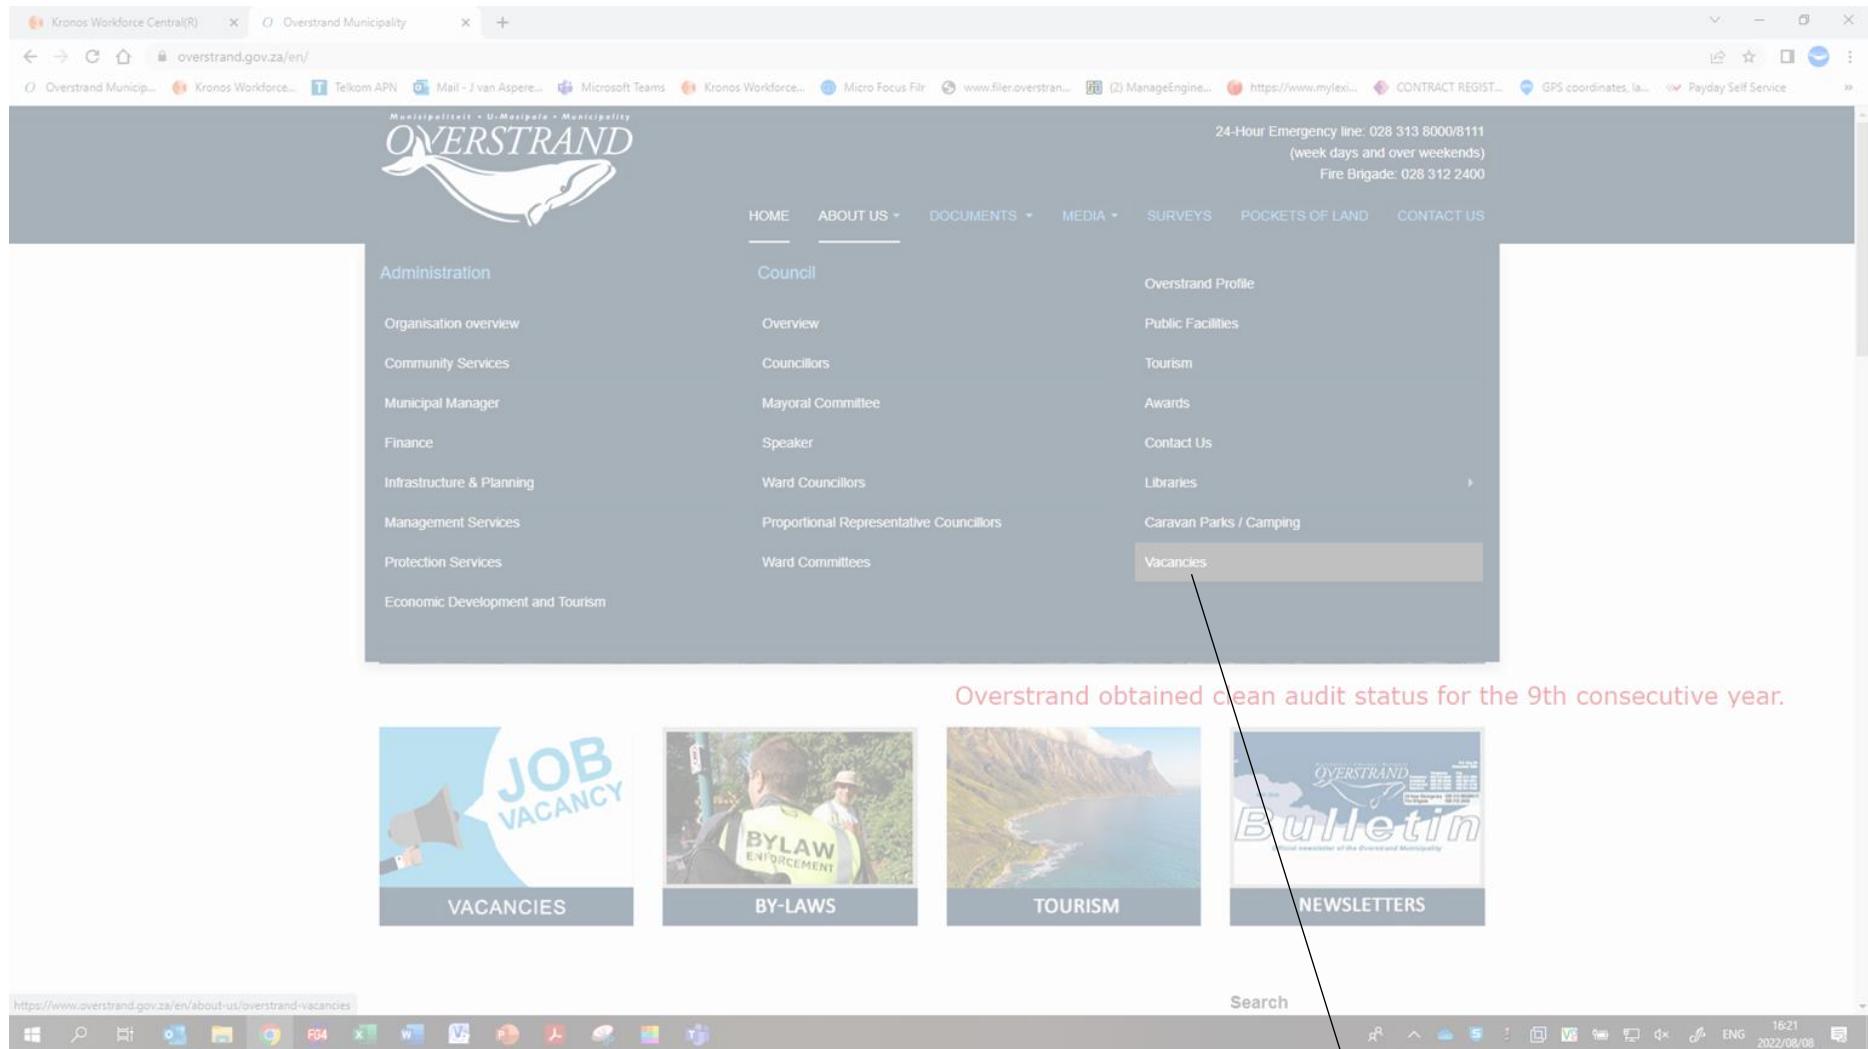 Kronos Workforce Central(R)
Overstrand Municipality
overstrand.gov.za/en/
Overstrand Municip...
Kronos Workforce...
Telkom APN
Mail - J van Aspere...
Microsoft Teams
Kronos Workforce...
Micro Focus Filr
www.filer.overstran...
(2) ManageEngine...
https://www.mylexi...
CONTRACT REGIST...
GPS coordinates, la...
Payday Self Service
Munisipaliteit • U-Masipala • Municipality
OVERSTRAND
24-Hour Emergency line: 028 313 8000/8111
(week days and over weekends)
Fire Brigade: 028 312 2400
HOME
ABOUT US
DOCUMENTS
MEDIA
SURVEYS
POCKETS OF LAND
CONTACT US
Administration
Organisation overview
Community Services
Municipal Manager
Finance
Infrastructure & Planning
Management Services
Protection Services
Economic Development and Tourism
Council
Overview
Councillors
Mayoral Committee
Speaker
Ward Councillors
Proportional Representative Councillors
Ward Committees
Overstrand Profile
Public Facilities
Tourism
Awards
Contact Us
Libraries
Caravan Parks / Camping
Vacancies
Overstrand obtained clean audit status for the 9th consecutive year.
JOB
VACANCY
VACANCIES
BYLAW
ENFORCEMENT
BY-LAWS
TOURISM
OVERSTRAND
Bulletin
Official newsletter of the Overstrand Municipality
NEWSLETTERS
Search
https://www.overstrand.gov.za/en/about-us/overstrand-vacancies
FG4
ENG
16:21
2022/08/08